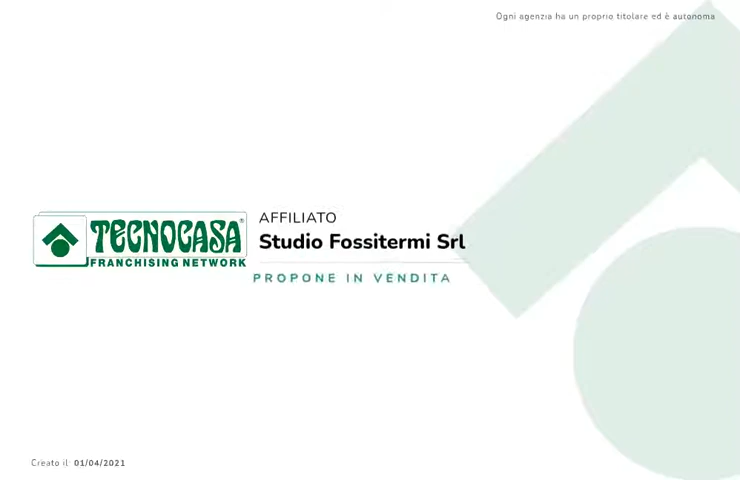 Ogni agenzia ha un proprio titolare ed è autonoma
AFFILIATO
TECNOCASA®
Studio Fossitermi Srl
FRANCHISING NETWORK
PROPONE IN VENDITA
Creato il: 01/04/2021